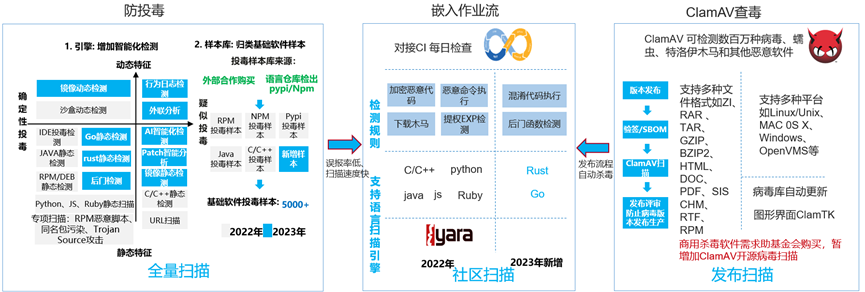 防投毒
1. 引擎: 增加智能化检测
动态特征
确定性投毒
镜像动态检测
沙盒动态检测
IDE投毒检测
Go静态检测
JAVA静态检测
rust静态检测
RPM/DEB静态检测
后门检测
Python、JS、Ruby静态扫描
专项扫描：RPM恶意脚本、同名包污染、Trojan Source攻击
静态特征
行为日志检测
外联分析
AI智能化检测
Patch智能分析
镜像静态检测
C/C++静态检测
URL扫描
疑似投毒
2. 样本库: 归类基础软件样本
投毒样本库来源:
外部合作购买
语言仓库检出
pypi/Npm
RPM投毒样本
NPM投毒样本
Pypi投毒样本
Java投毒样本
C/C++投毒样本
新增样本
基础软件投毒样本: 5000+
2022年
2023年
全量扫描
误报率低、
扫描速度快
嵌入作业流
对接CI 每日检查
检测规则
加密恶意代码
恶意命令执行
混淆代码执行
下载木马
提权EXP检测
后门函数检测
支持语言
C/C++
python
Rust
java
js
Ruby
Go
扫描引擎
yara
2022年
2023年新增
社区扫描
发布流程
自动杀毒
ClamAV查毒
ClamAV 可检测数百万种病毒、蠕
虫、特洛伊木马和其他恶意软件
版本发布
验签/SBOM
ClamAV扫描
发布评审
防止病毒版
本发布生产
支持多种文
件格式如ZI、
RAR 、
TAR,
GZIP,
BZIP2,
HTML,
DOC,
PDF, SIS
CHM,
RTF,
RPM
支持多种平台
如Linux/Unix、
MAC 0S X、
Windows、
OpenVMS等
病毒库自动更新
图形界面ClamTK
商用杀毒软件需求助基金会购买，暂
增加ClamAV开源病毒扫描
发布扫描